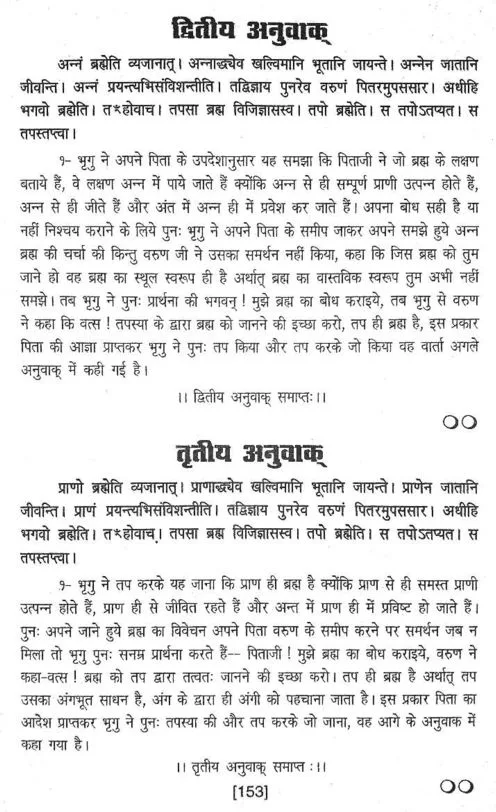 द्वितीय अनुवाक्
अन्नं ब्रह्मेति व्यजानात्। अन्नाद्ध्येव खल्विमानि भूतानि जायन्ते। अन्नेन जातानि
जीवन्ति। अन्नं प्रयन्त्यभिसंविशन्तीति। तद्विज्ञाय पुनरेव वरुणं पितरमुपससार। अधीहि
भगवो ब्रह्मेति। त*होवाच। तपसा ब्रह्म विजिज्ञासस्व। तपो ब्रह्मेति। स तपोऽतप्यत। स
तपस्तप्त्वा।
१- भृगु ने अपने पिता के उपदेशानुसार यह समझा कि पिताजी ने जो ब्रह्म के लक्षण
बताये हैं, वे लक्षण अन्न में पाये जाते हैं क्योंकि अन्न से ही सम्पूर्ण प्राणी उत्पन्न होते हैं,
अन्न से ही जीते हैं और अंत में अन्न ही में प्रवेश कर जाते हैं। अपना बोध सही है या
नहीं निश्चय कराने के लिये पुनः भृगु ने अपने पिता के समीप जाकर अपने समझे हुये अन्न
ब्रह्म की चर्चा की किन्तु वरुण जी ने उसका समर्थन नहीं किया, कहा कि जिस ब्रह्म को तुम
जाने हो वह ब्रह्म का स्थूल स्वरूप ही है अर्थात् ब्रह्म का वास्तविक स्वरूप तुम अभी नहीं
समझे। तब भृगु ने पुनः प्रार्थना की भगवन्! मुझे ब्रह्म का बोध कराइये, तब भृगु से वरुण
ने कहा कि वत्स! तपस्या के द्वारा ब्रह्म को जानने की इच्छा करो, तप ही ब्रह्म है, इस प्रकार
पिता की आज्ञा प्राप्तकर भृगु ने पुनः तप किया और तप करके जो किया वह वार्ता अगले
अनुवाक् में कही गई है।
।। द्वितीय अनुवाक् समाप्तः।।
तृतीय अनुवाक्
प्राणो ब्रह्मेति व्यजानात्। प्राणाद्ध्येव खल्विमानि भूतानि जायन्ते। प्राणेन जातानि
जीवन्ति। प्राणं प्रयन्त्यभिसंविशन्तीति। तद्विज्ञाय पुनरेव वरुणं पितरमुपससार। अधीहि
भगवो ब्रह्मेति। त*होवाच। तपसा ब्रह्म विजिज्ञासस्व। तपो ब्रह्मेति। स तपोऽतप्यत। स
तपस्तप्त्वा।
१- भृगु ने तप करके यह जाना कि प्राण ही ब्रह्म है क्योंकि प्राण से ही समस्त प्राणी
उत्पन्न होते हैं, प्राण ही से जीवित रहते हैं और अन्त में प्राण ही में प्रविष्ट हो जाते हैं।
पुनः अपने जाने हुये ब्रह्म का विवेचन अपने पिता वरुण के समीप करने पर समर्थन जब न
मिला तो भृगु पुनः सनम्र प्रार्थना करते हैं-- पिताजी! मुझे ब्रह्म का बोध कराइये, वरुण ने
कहा-वत्स! ब्रह्म को तप द्वारा तत्वतः जानने की इच्छा करो। तप ही ब्रह्म है अर्थात् तप
उसका अंगभूत साधन है, अंग के द्वारा ही अंगी को पहचाना जाता है। इस प्रकार पिता का
आदेश प्राप्तकर भृगु ने पुनः तपस्या की और तप करके जो जाना, वह आगे के अनुवाक में
कहा गया है।
।। तृतीय अनुवाक् समाप्त :।।
[153]